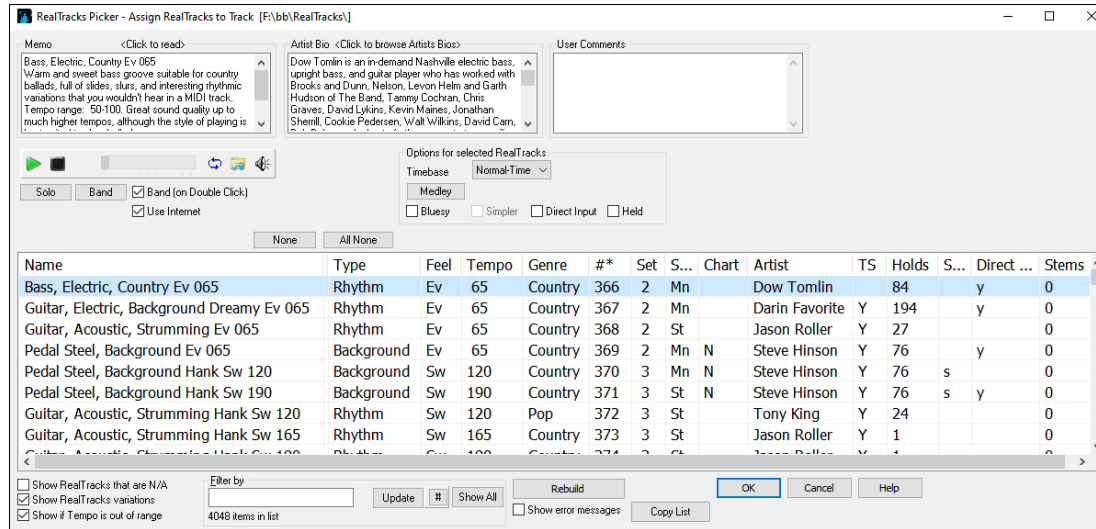 RealTracks Picker - Assign RealTracks to Track [F:\bb\RealTracks\]
Memo <Click to read>
Bass, Electric, Country Ev 065
Warm and sweet bass groove suitable for country
ballads, full of slides, slurs, and interesting rhythmic
variations that you wouldn't hear in a MIDI track.
Tempo range: 50-100. Great sound quality up to
much higher tempos, although the style of playing is
Artist Bio <Click to browse Artists Bios>
Dow Tomlin is an in-demand Nashville electric bass,
upright bass, and guitar player who has worked with
Brooks and Dunn, Nelson, Levon Helm and Garth
Hudson of The Band, Tammy Cochran, Chris
Graves, David Lykins, Kevin Maines, Jonathan
Sherrill, Cookie Pedersen, Walt Wilkins, David Carn,
User Comments
Solo Band Band (on Double Click)
Use Internet
Options for selected RealTracks
Timebase Normal-Time
Medley
Bluesy Simpler Direct Input Held
None All None
Name Type Feel Tempo Genre #* Set S... Chart Artist TS Holds S... Direct ... Stems
Bass, Electric, Country Ev 065 Rhythm Ev 65 Country 366 2 Mn Dow Tomlin 84 y 0
Guitar, Electric, Background Dreamy Ev 065 Rhythm Ev 65 Country 367 2 Mn Darin Favorite Y 194 y 0
Guitar, Acoustic, Strumming Ev 065 Rhythm Ev 65 Country 368 2 St Jason Roller Y 27 0
Pedal Steel, Background Ev 065 Background Ev 65 Country 369 2 Mn N Steve Hinson Y 76 y 0
Pedal Steel, Background Hank Sw 120 Background Sw 120 Country 370 3 Mn N Steve Hinson Y 76 s 0
Pedal Steel, Background Hank Sw 190 Background Sw 190 Country 371 3 St N Steve Hinson Y 76 s y 0
Guitar, Acoustic, Strumming Hank Sw 120 Rhythm Sw 120 Pop 372 3 St Tony King Y 24 0
Guitar, Acoustic, Strumming Hank Sw 165 Rhythm Sw 165 Country 373 3 St Jason Roller Y 1 0
Show RealTracks that are N/A
Show RealTracks variations
Show if Tempo is out of range
Filter by
Update # Show All
4048 items in list
Rebuild
Show error messages Copy List
OK Cancel Help